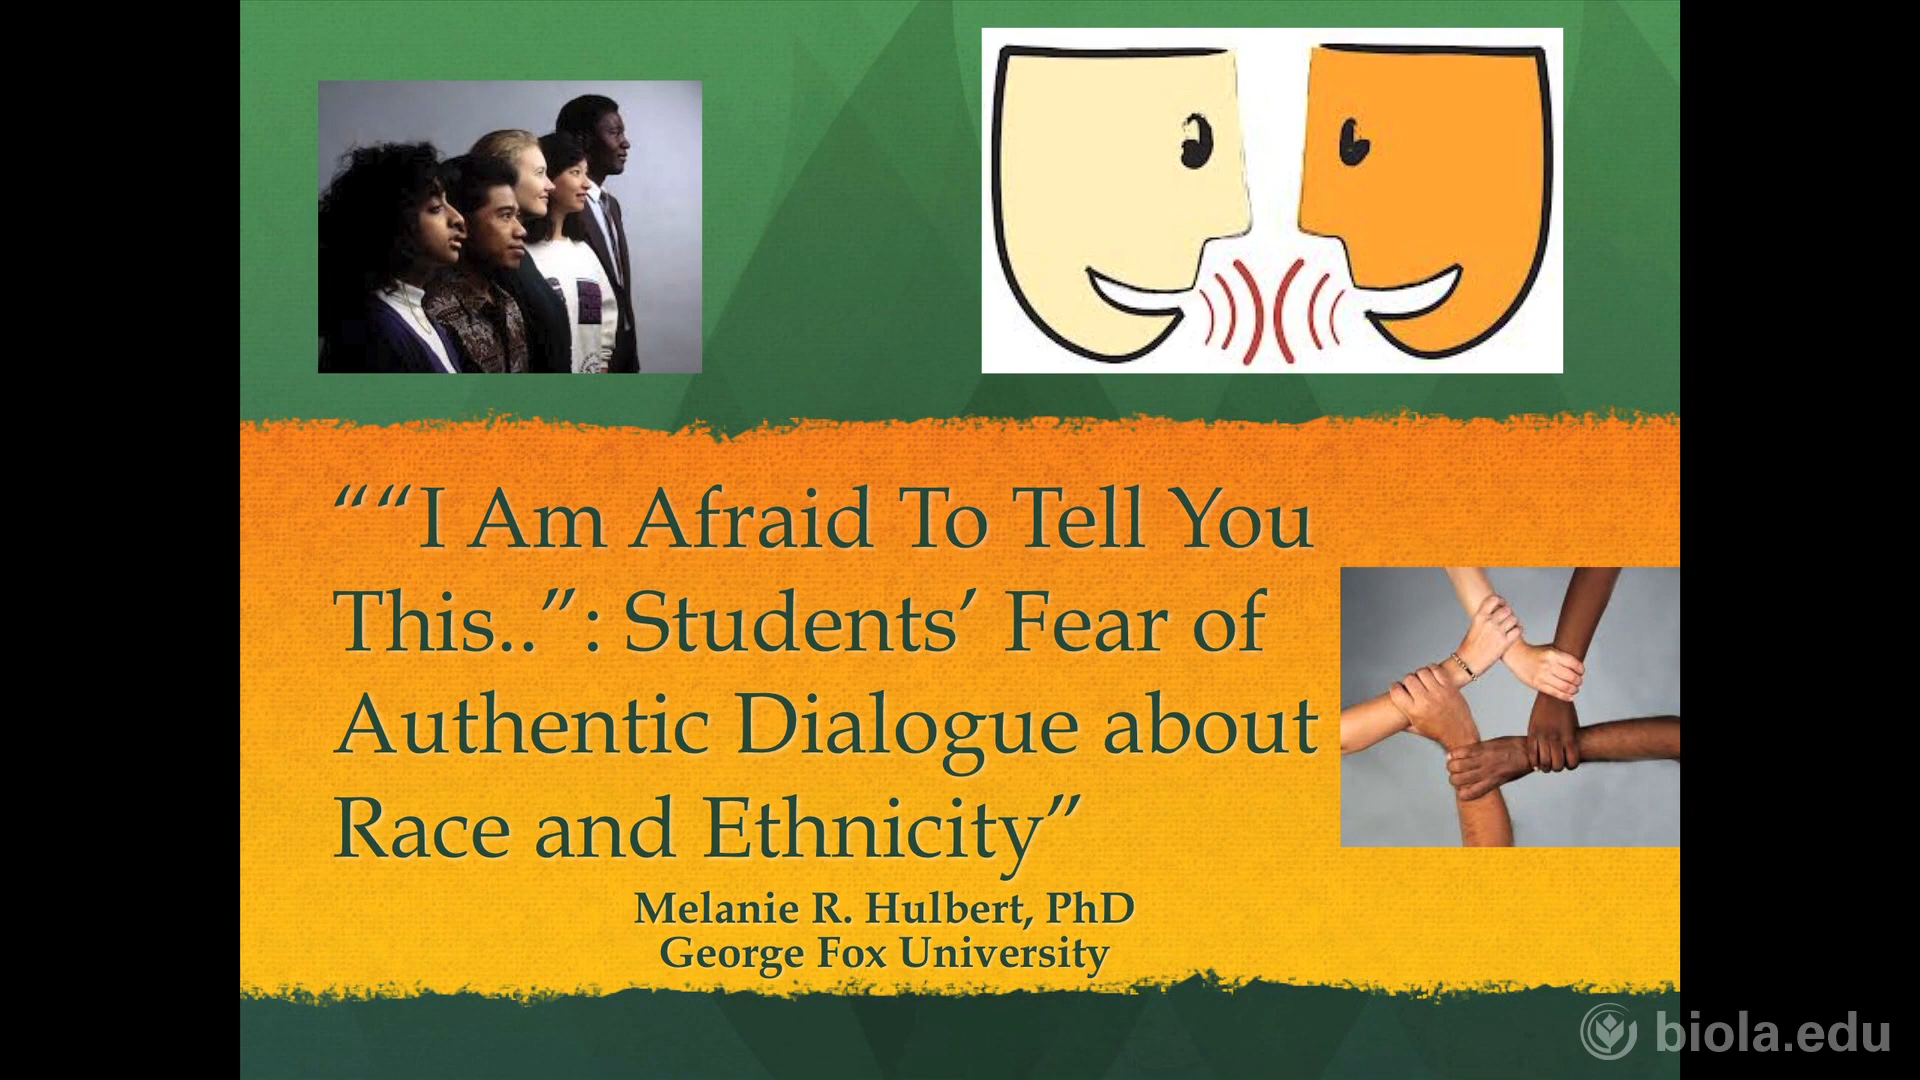 ““I Am Afraid To Tell You
This..”: Students’ Fear of
Authentic Dialogue about
Race and Ethnicity”
Melanie R. Hulbert, PhD
George Fox University
biola.edu